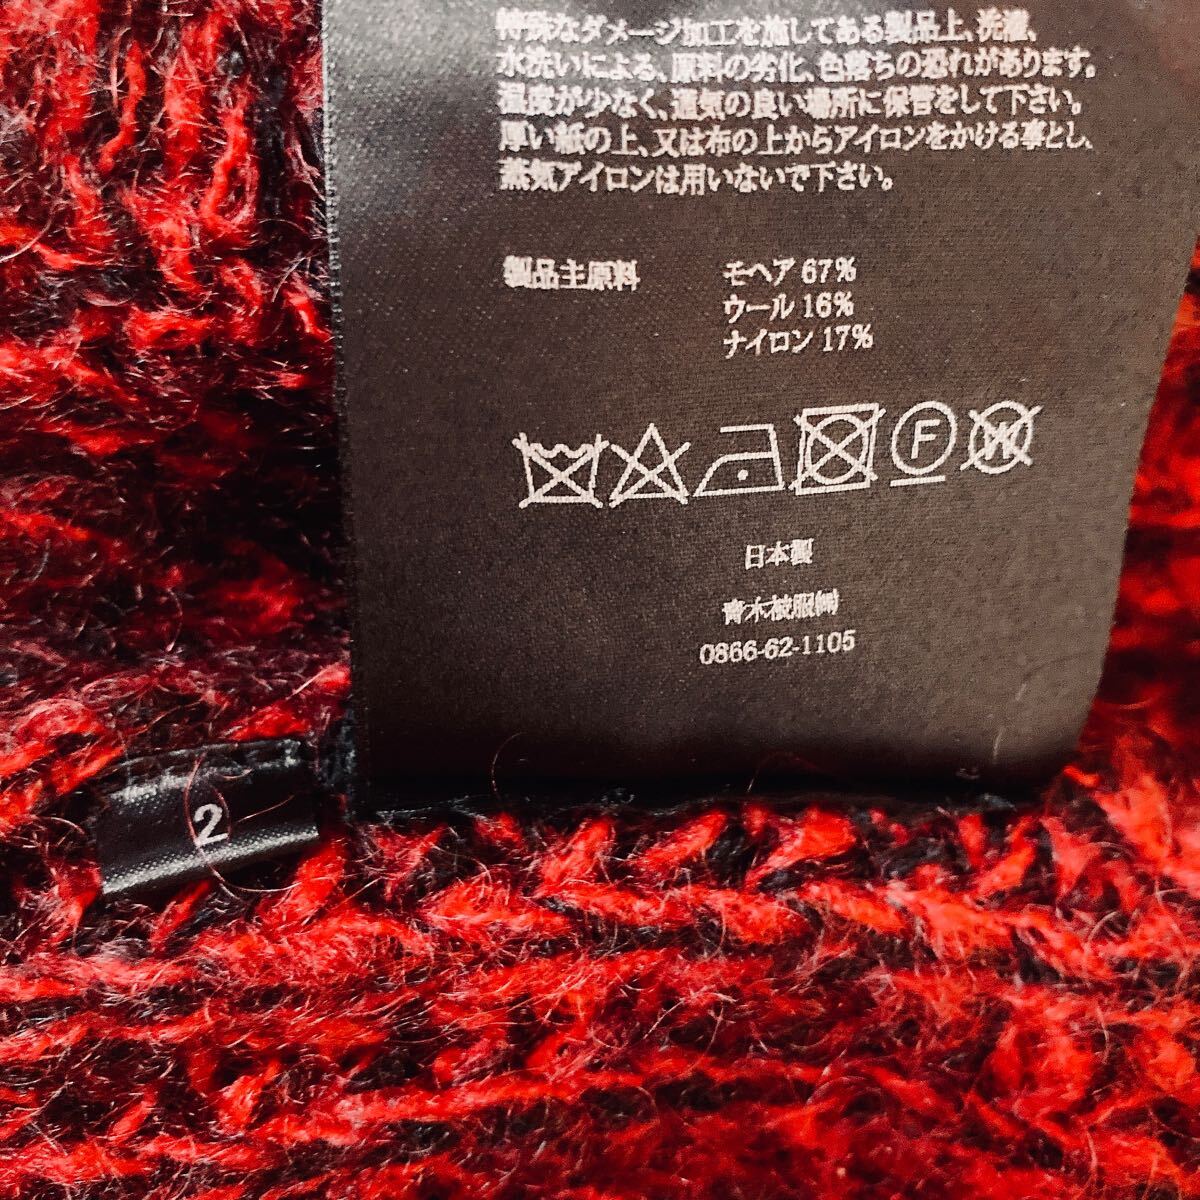 特殊なダメージ加工を施してある製品上、洗濯、
水洗いによる、原料の劣化、色落ちの恐れがあります。
湿度が少なく、通気の良い場所に保管をして下さい。
厚い紙の上、又は布の上からアイロンをかける事とし、
蒸気アイロンは用いないで下さい。
製品主原料 モヘア 67%
ウール 16%
ナイロン 17%
F W
日本製
青木被服㈱
0866-62-1105
2